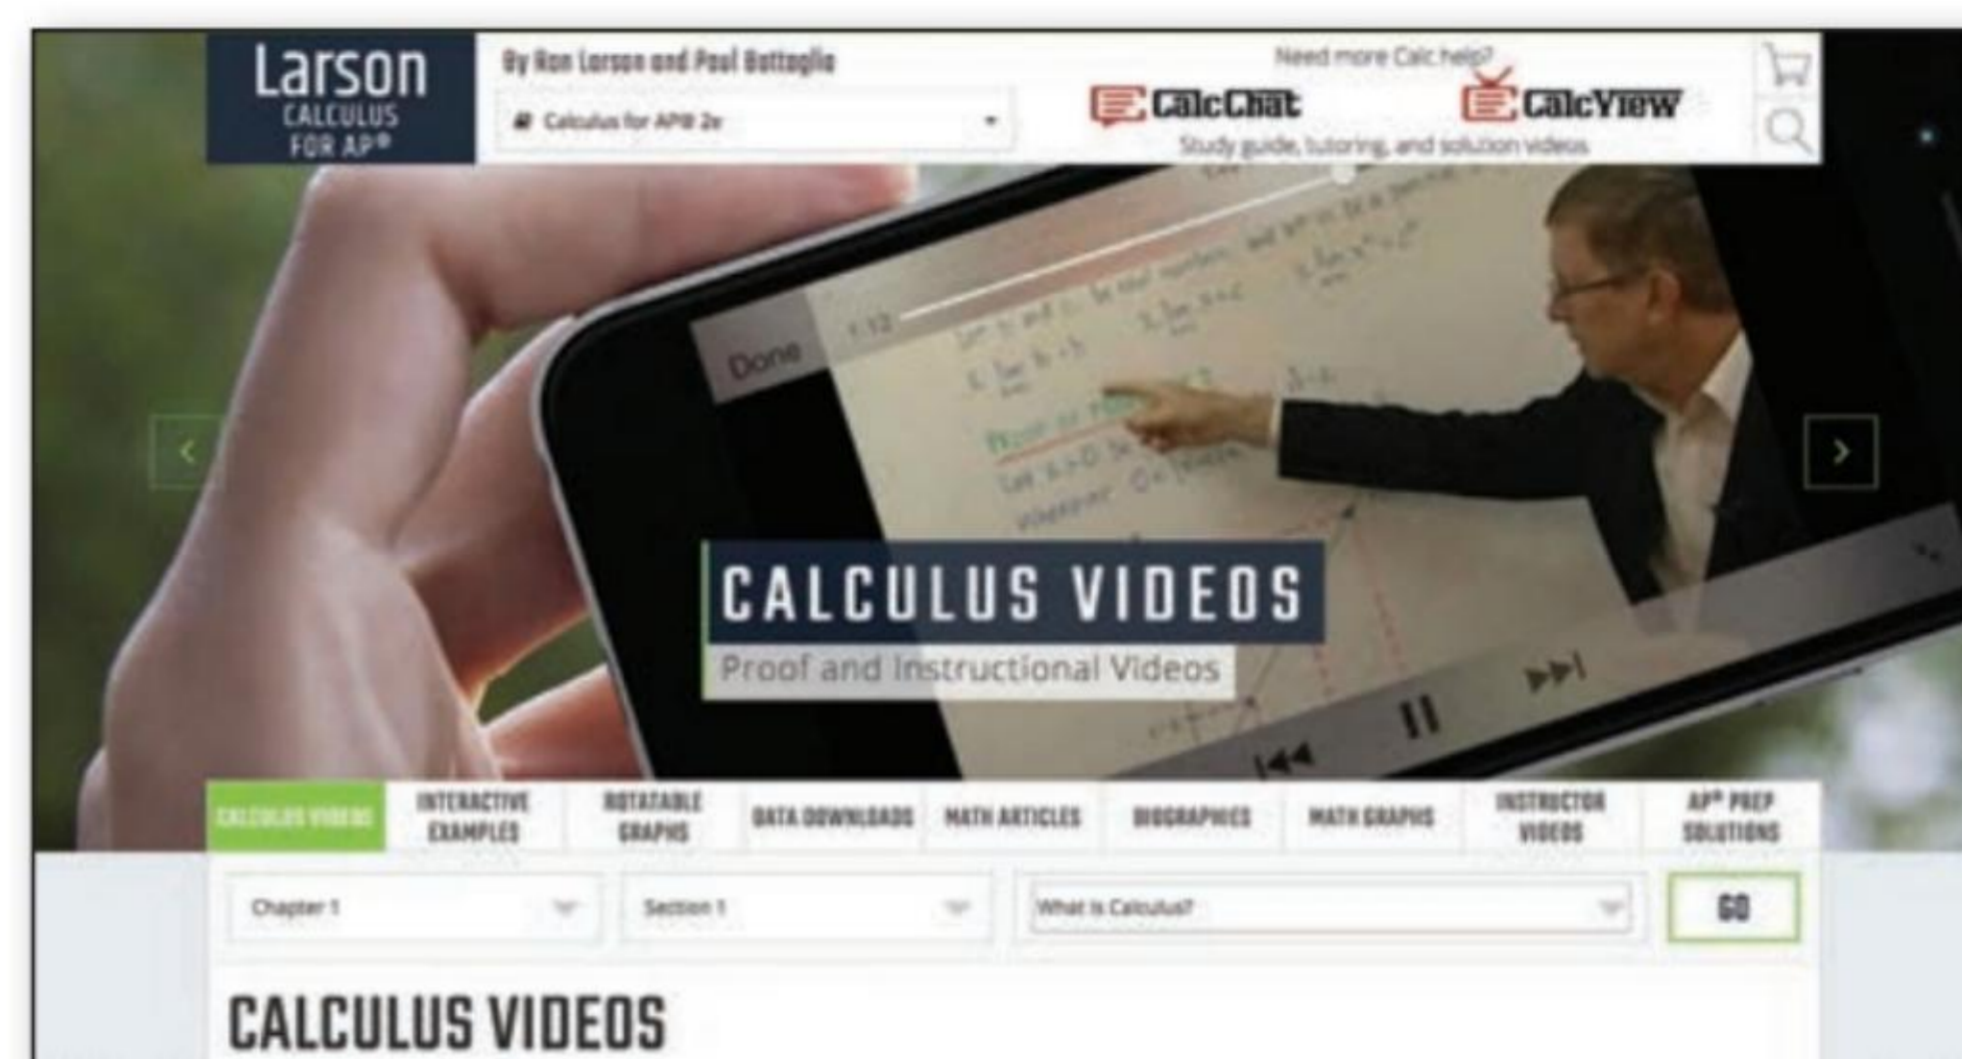 Larson
CALCULUS
FOR AP®
By Ron Larson and Paul Battaglia
Calculus for AP® 2e
Need more Calc help?
CalcChat
CalcView
Study guide, tutoring, and solution videos
Done
1:12
CALCULUS VIDEOS
Proof and Instructional Videos
CALCULUS VIDEOS
INTERACTIVE
EXAMPLES
ROTATABLE
GRAPHS
DATA DOWNLOADS
MATH ARTICLES
BIOGRAPHIES
MATH GRAPHS
INSTRUCTOR
VIDEOS
AP® PREP
SOLUTIONS
Chapter 1
Section 1
What Is Calculus?
GO
CALCULUS VIDEOS